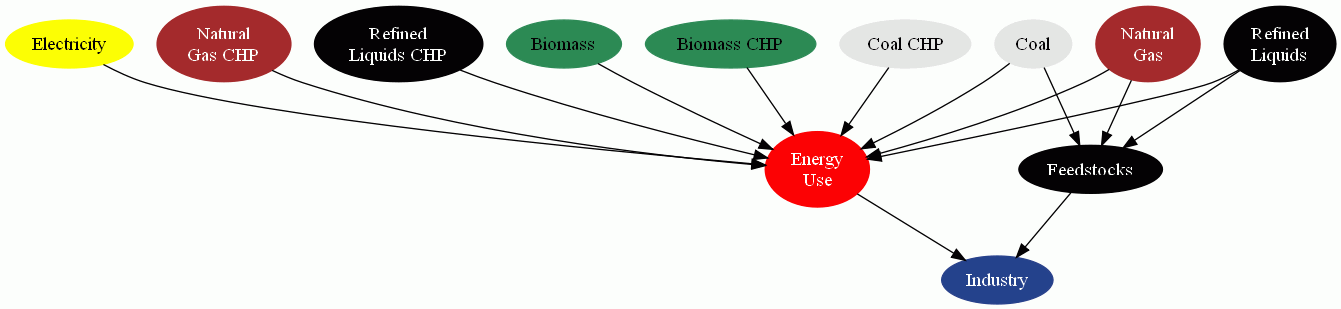 Electricity
Natural
Gas CHP
Refined
Liquids CHP
Biomass
Biomass CHP
Coal CHP
Coal
Natural
Gas
Refined
Liquids
Energy
Use
Feedstocks
Industry